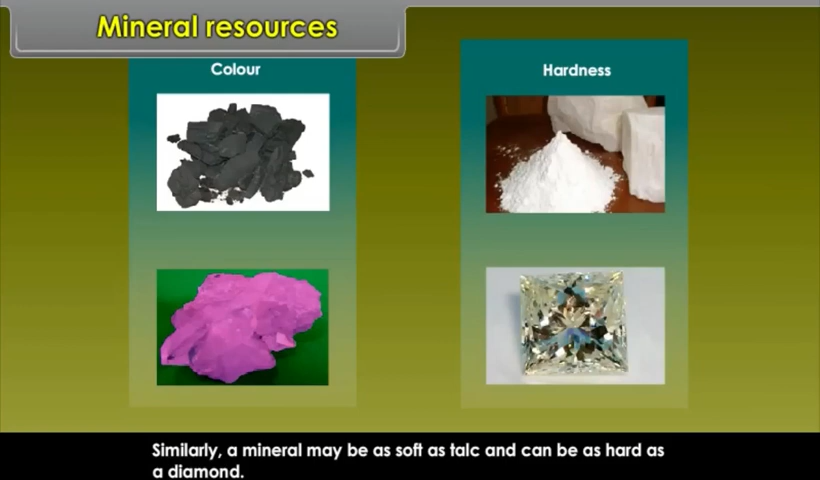 Mineral resources
Colour
Hardness
Similarly, a mineral may be as soft as talc and can be as hard as
a diamond.